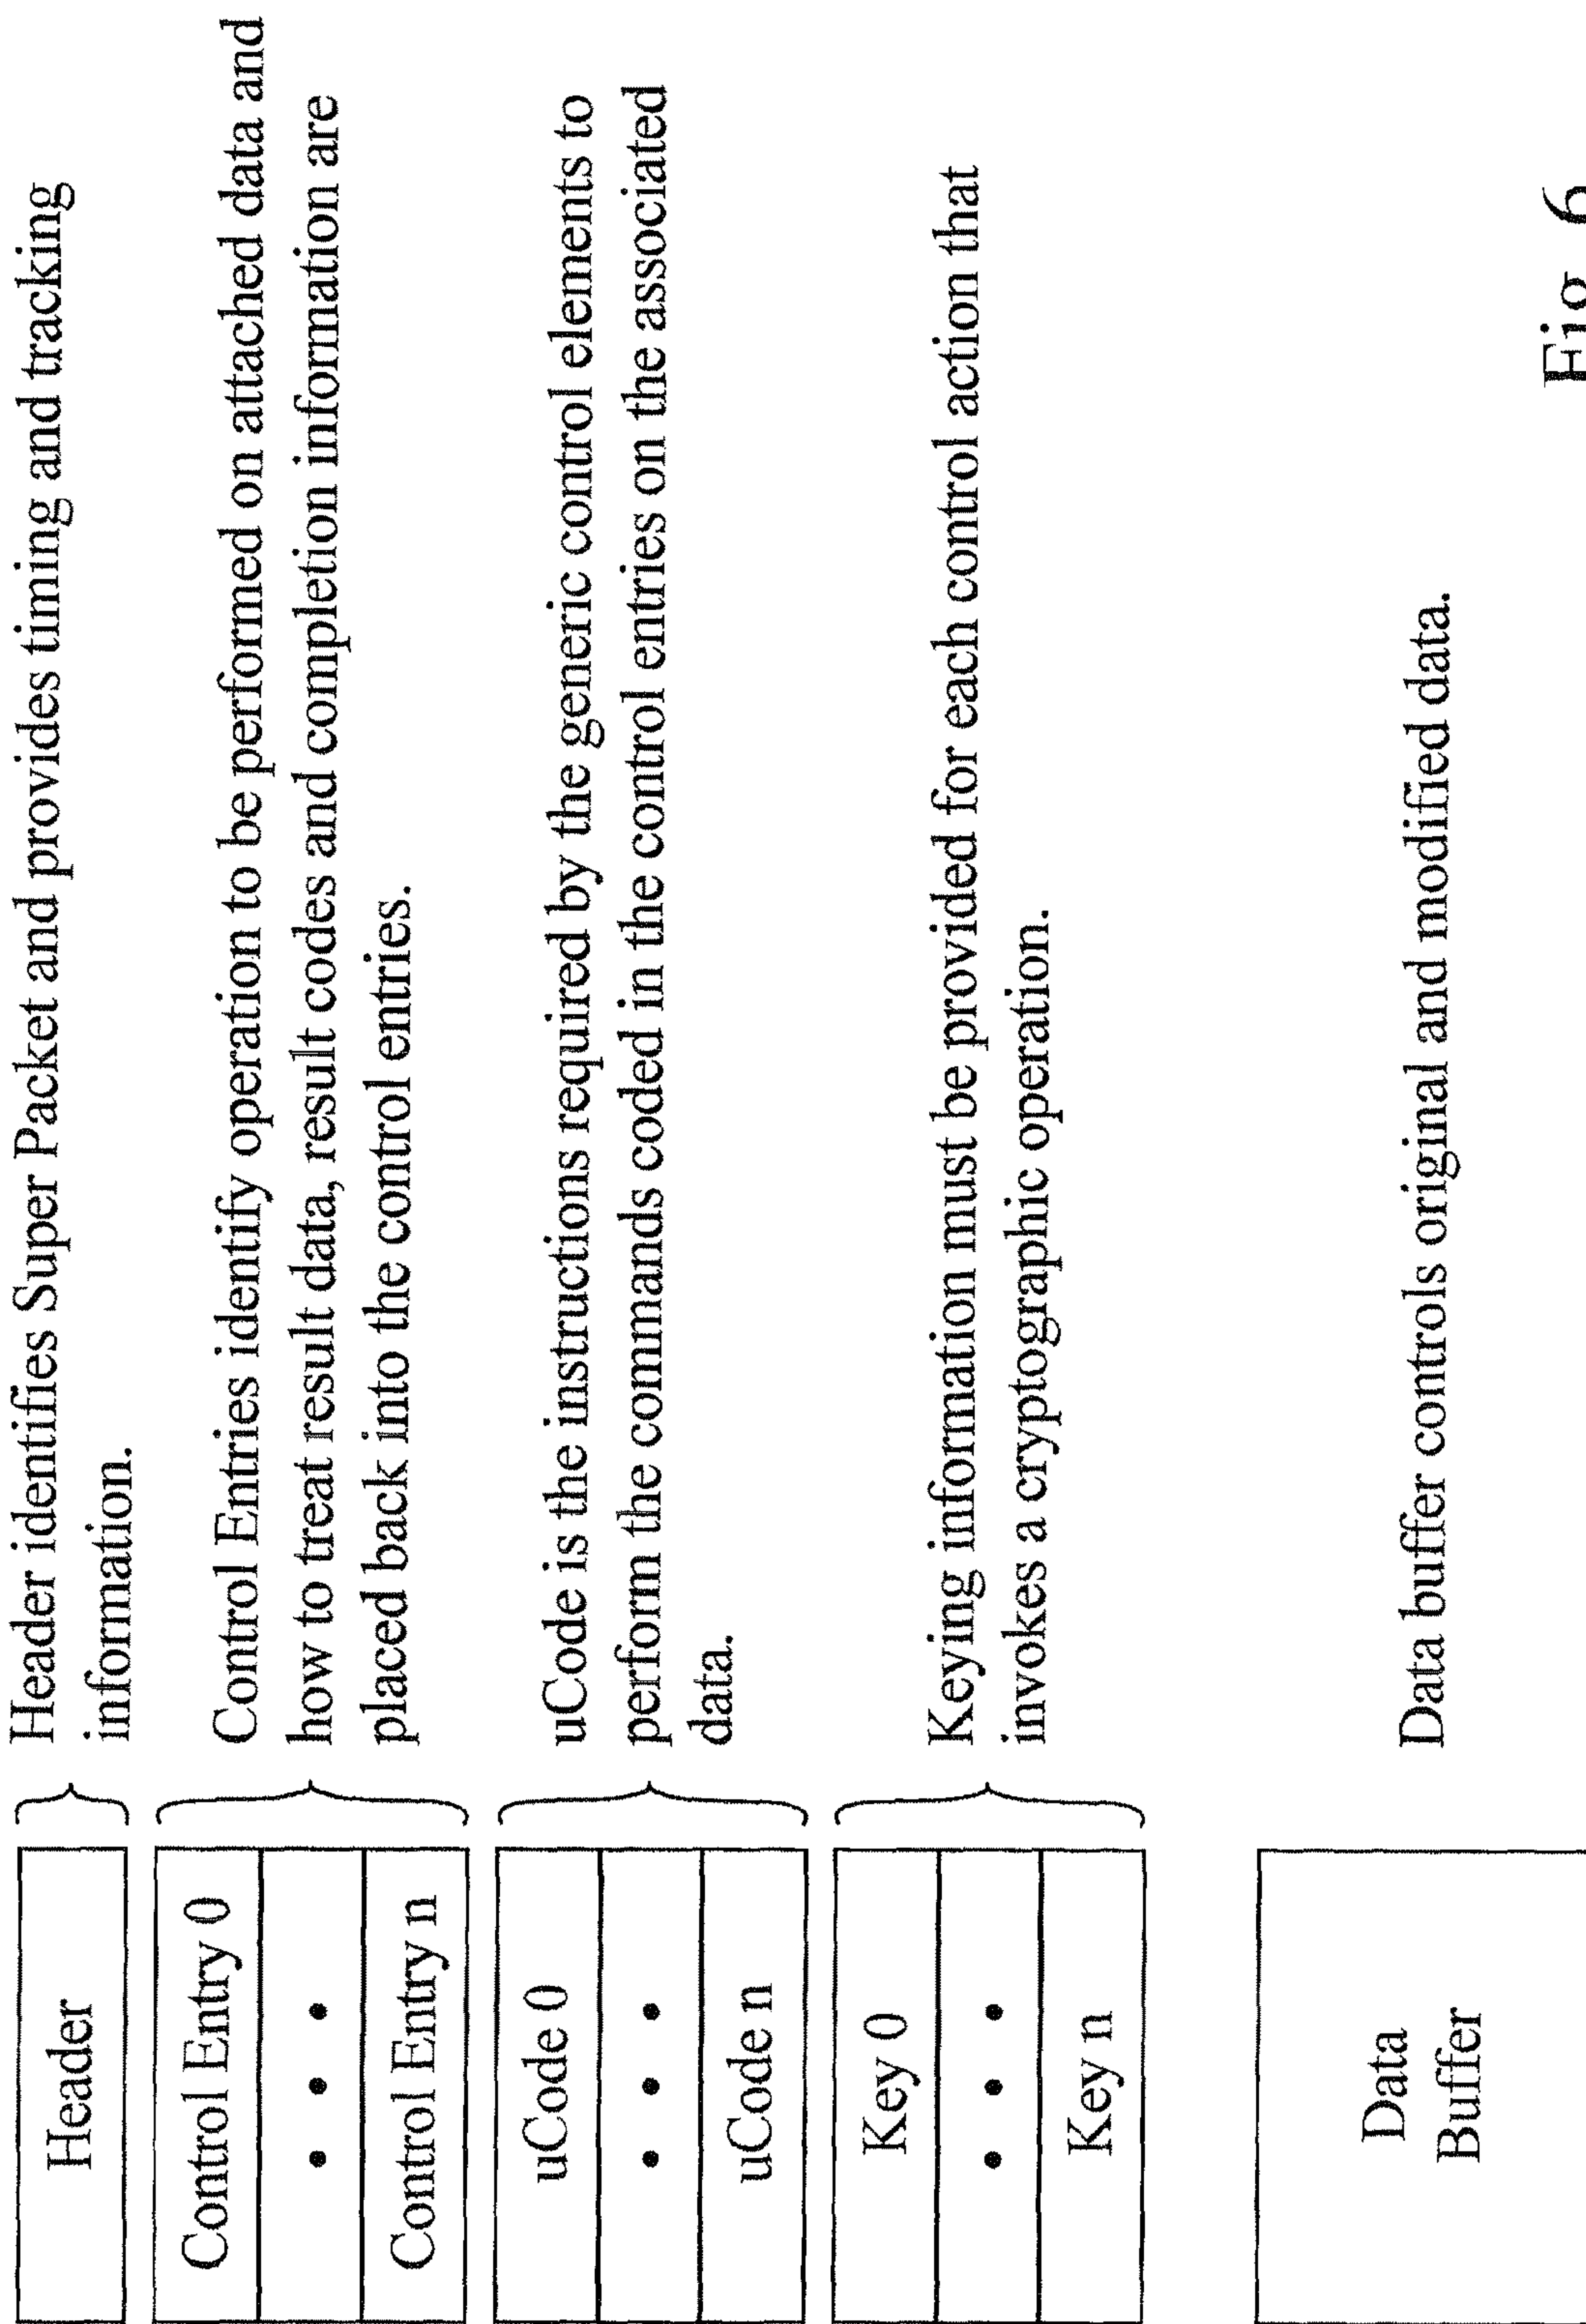 Header
Header identifies Super Packet and provides timing and tracking
information.
Control Entry 0
Control Entry n
Control Entries identify operation to be performed on attached data and
how to treat result data, result codes and completion information are
placed back into the control entries.
uCode 0
uCode n
uCode is the instructions required by the generic control elements to
perform the commands coded in the control entries on the associated
data.
Key 0
Key n
Keying information must be provided for each control action that
invokes a cryptographic operation.
Data
Buffer
Data buffer controls original and modified data.
Fig. 6